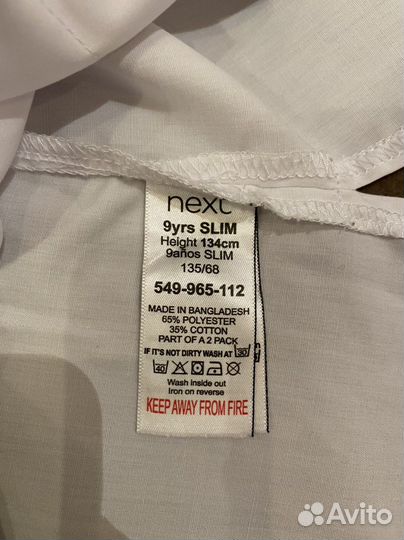 next
9yrs SLIM
Height 134cm
9años SLIM
135/68
549-965-112
MADE IN BANGLADESH
65% POLYESTER
35% COTTON
PART OF A 2 PACK
IF IT'S NOT DIRTY WASH AT 30
40
Wash inside out
Iron on reverse
KEEP AWAY FROM FIRE
Avito